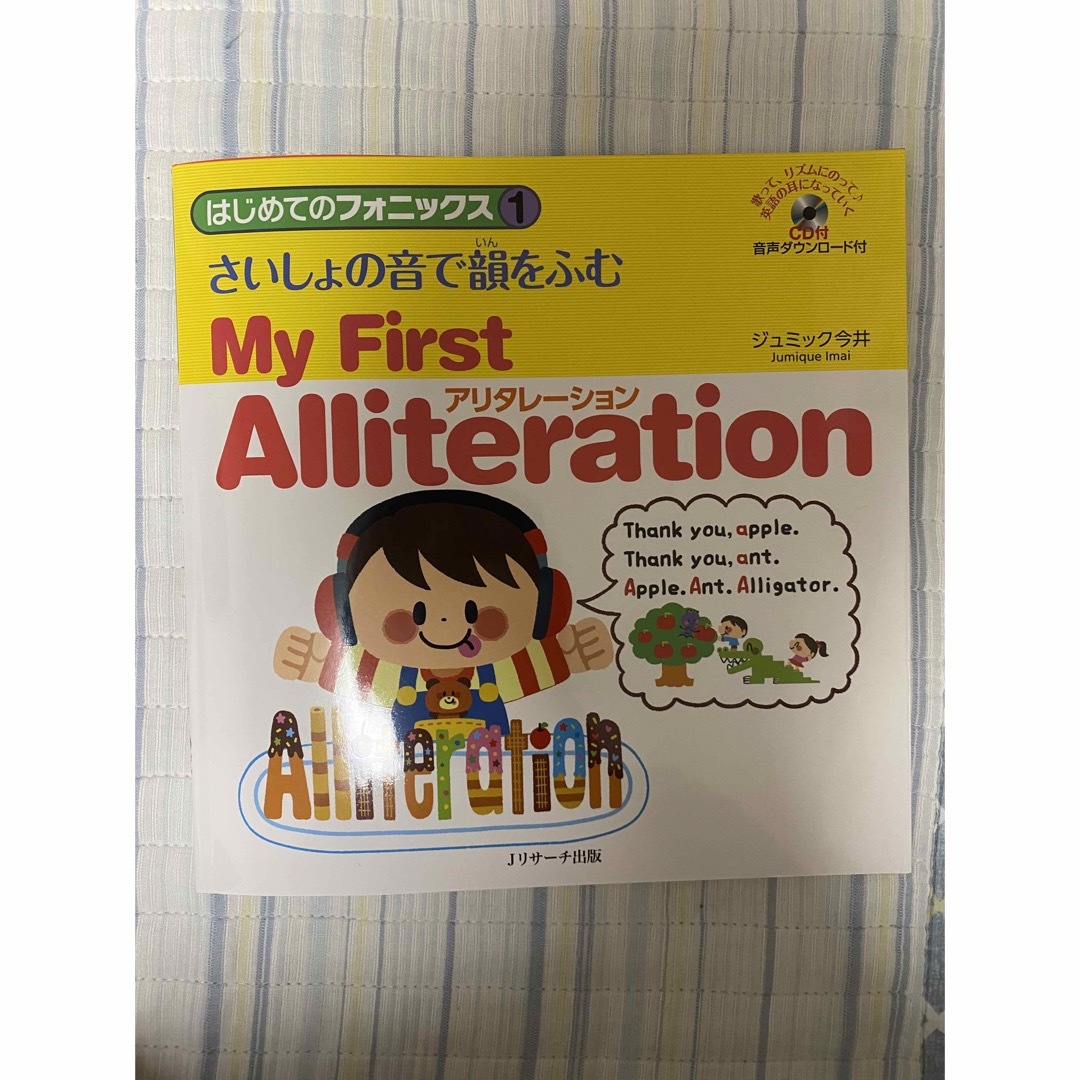 はじめてのフォニックス1
歌って、リズムにのって♪
英語の耳になっていく
CD付
音声ダウンロード付
いん
さいしょの音で韻をふむ
My First
ジュミック今井
Jumique Imai
アリタレーション
Alliteration
Thank you, apple.
Thank you, ant.
Apple. Ant. Alligator.
Alliteration
Jリサーチ出版